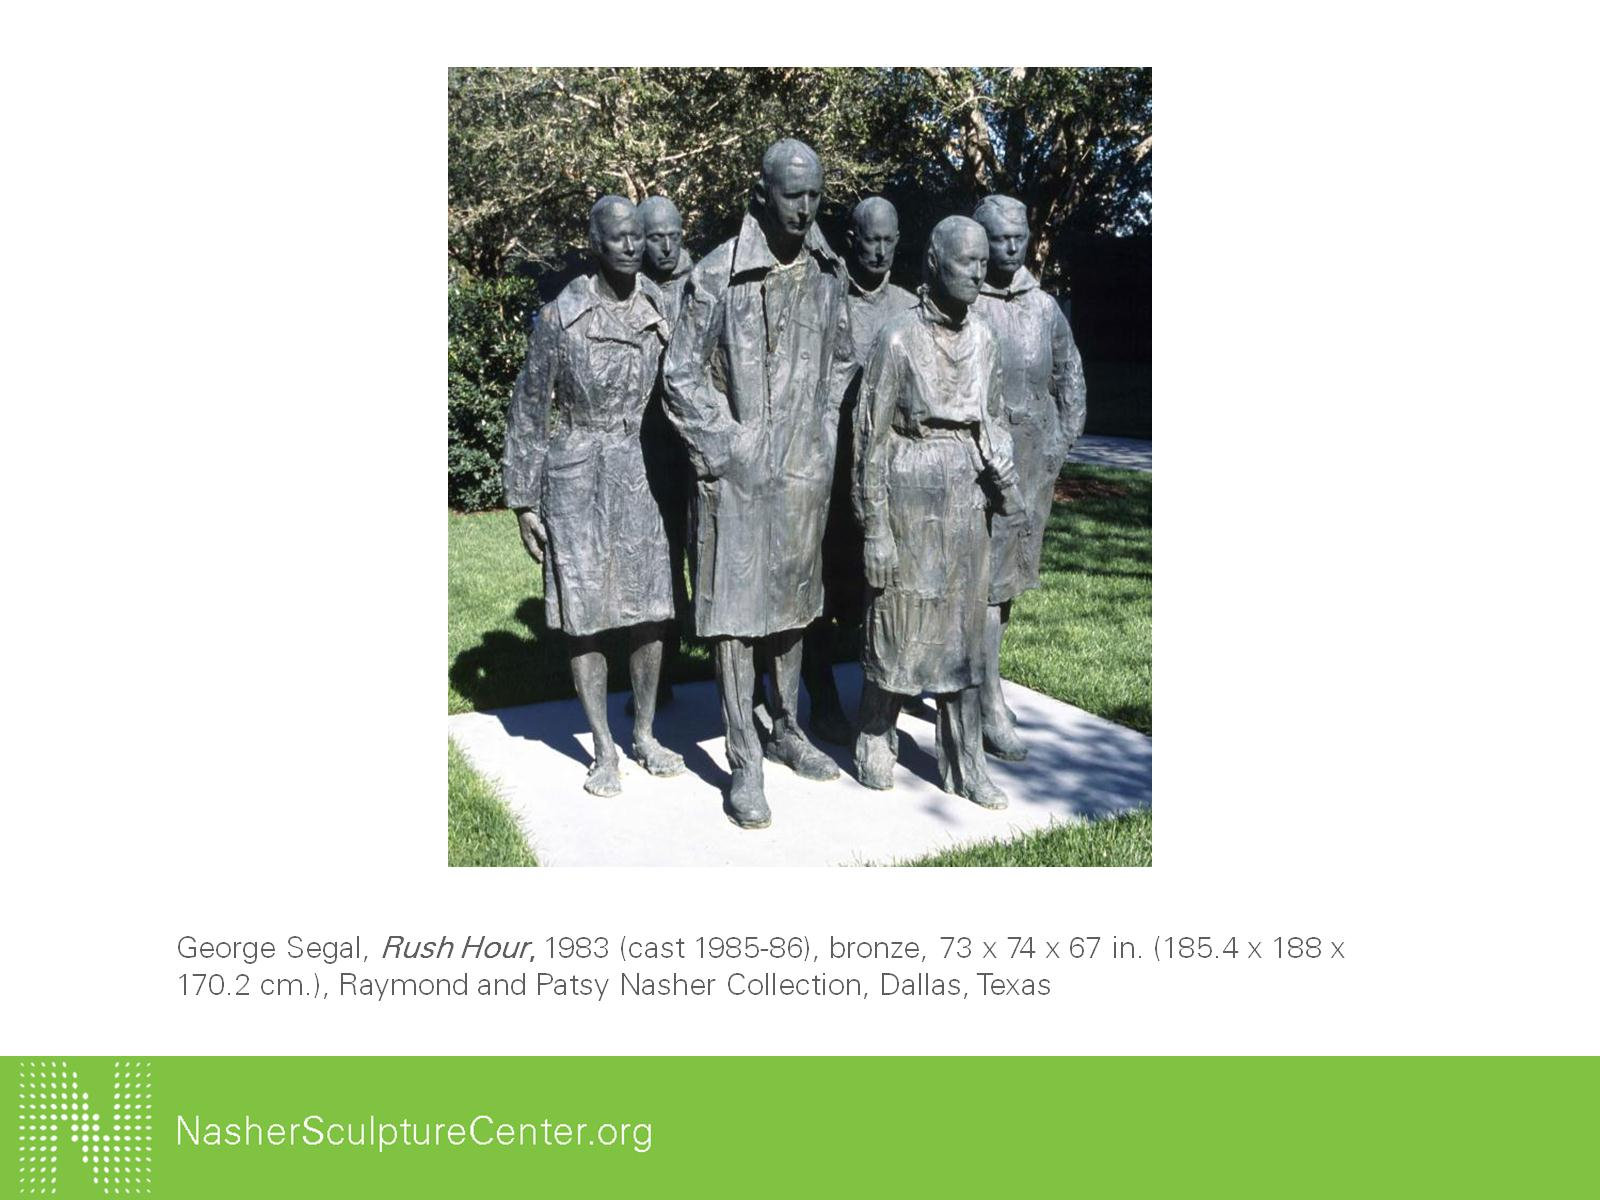 George Segal, Rush Hour, 1983 (cast 1985-86), bronze, 73 x 74 x 67 in. (185.4 x 188 x
170.2 cm.), Raymond and Patsy Nasher Collection, Dallas, Texas
NasherSculptureCenter.org